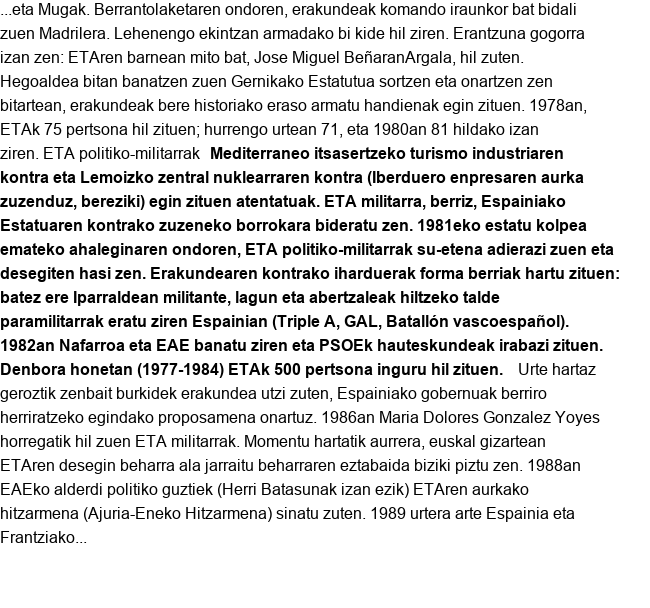 ...eta Mugak. Berrantolaketaren ondoren, erakundeak komando iraunkor bat bidali
zuen Madrilera. Lehenengo ekintzan armadako bi kide hil ziren. Erantzuna gogorra
izan zen: ETAren barnean mito bat, Jose Miguel BeñaranArgala, hil zuten.
Hegoaldea bitan banatzen zuen Gernikako Estatutua sortzen eta onartzen zen
bitartean, erakundeak bere historiako eraso armatu handienak egin zituen. 1978an,
ETAk 75 pertsona hil zituen; hurrengo urtean 71, eta 1980an 81 hildako izan
ziren. ETA politiko-militarrak Mediterraneo itsasertzeko turismo industriaren
kontra eta Lemoizko zentral nuklearraren kontra (Iberduero enpresaren aurka
zuzenduz, bereziki) egin zituen atentatuak. ETA militarra, berriz, Espainiako
Estatuaren kontrako zuzeneko borrokara bideratu zen. 1981eko estatu kolpea
emateko ahaleginaren ondoren, ETA politiko-militarrak su-etena adierazi zuen eta
desegiten hasi zen. Erakundearen kontrako iharduerak forma berriak hartu zituen:
batez ere Iparraldean militante, lagun eta abertzaleak hiltzeko talde
paramilitarrak eratu ziren Espainian (Triple A, GAL, Batallón vascoespañol).
1982an Nafarroa eta EAE banatu ziren eta PSOEk hauteskundeak irabazi zituen.
Denbora honetan (1977-1984) ETAk 500 pertsona inguru hil zituen. Urte hartaz
geroztik zenbait burkidek erakundea utzi zuten, Espainiako gobernuak berriro
herriratzeko egindako proposamena onartuz. 1986an Maria Dolores Gonzalez Yoyes
horregatik hil zuen ETA militarrak. Momentu hartatik aurrera, euskal gizartean
ETAren desegin beharra ala jarraitu beharraren eztabaida biziki piztu zen. 1988an
EAEko alderdi politiko guztiek (Herri Batasunak izan ezik) ETAren aurkako
hitzarmena (Ajuria-Eneko Hitzarmena) sinatu zuten. 1989 urtera arte Espainia eta
Frantziako...